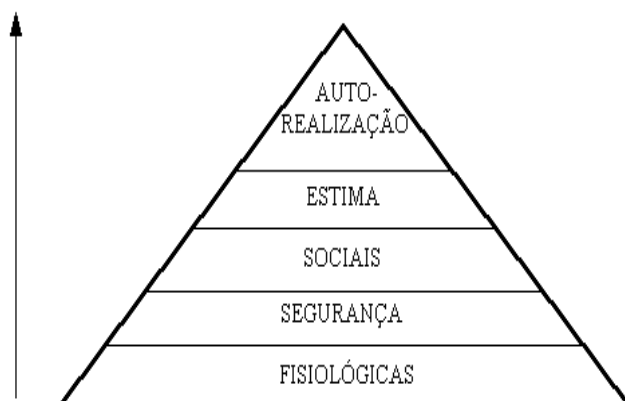 AUTO-
REALIZAÇÃO
ESTIMA
SOCIAIS
SEGURANÇA
FISIOLÓGICAS